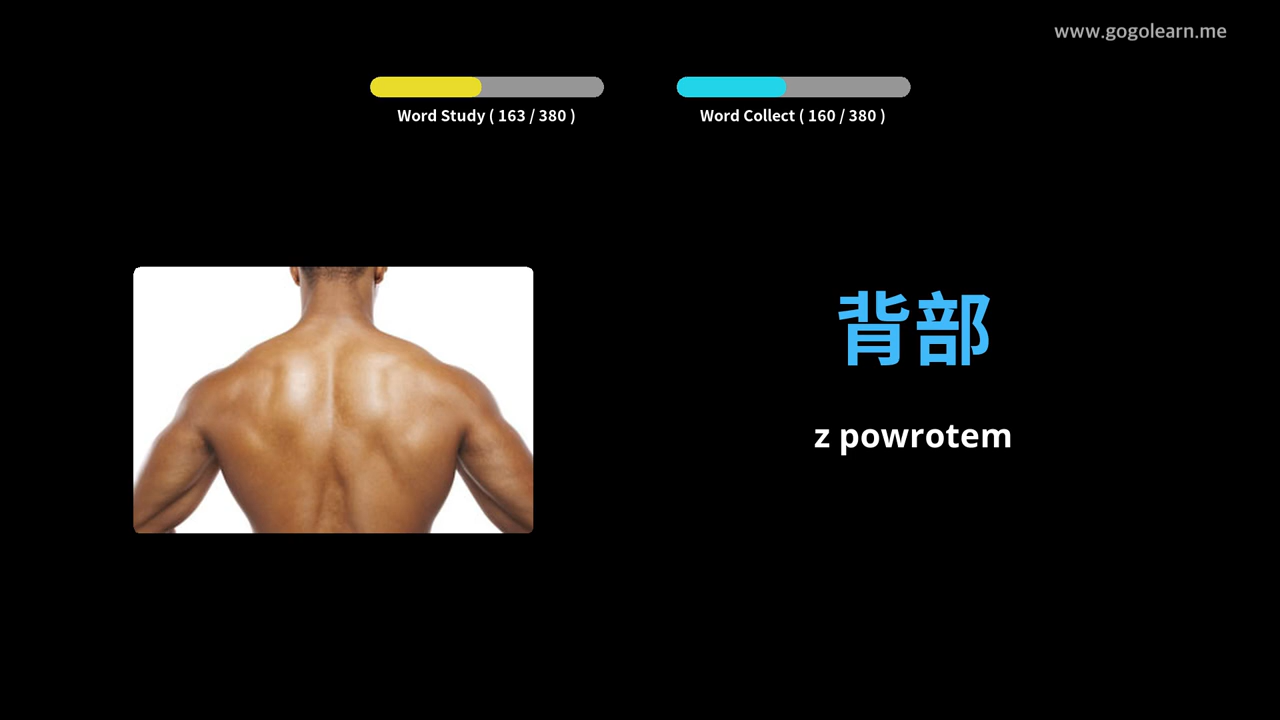 www.gogolearn.me
Word Study ( 163 / 380 )
Word Collect ( 160 / 380 )
背部
z powrotem